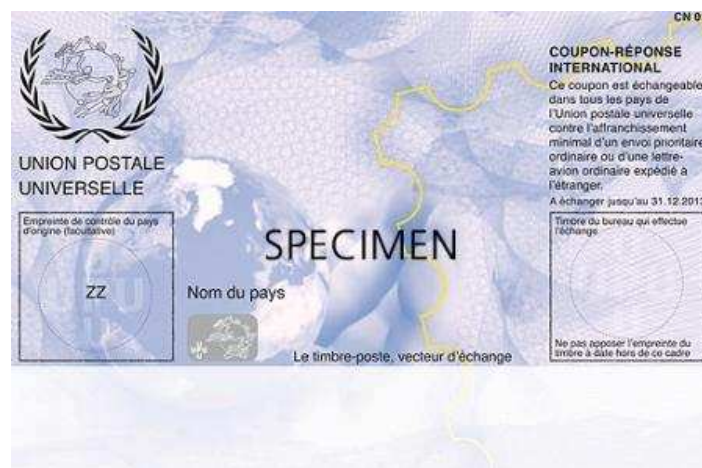 CN 0
COUPON-RÉPONSE
INTERNATIONAL
Ce coupon est échangeable
dans tous les pays de
l'Union postale universelle
contre l'affranchissement
minimal d'un envoi prioritaire
ordinaire ou d'une lettre-
avion ordinaire expédié à
l'étranger.
A échanger jusqu'au 31.12.2013
UNION POSTALE
UNIVERSELLE
Empreinte de contrôle du pays
d'origine (facultative)
ZZ
SPECIMEN
Nom du pays
Le timbre-poste, vecteur d'échange
Timbre du bureau qui effectue
l'échange
Ne pas apposer l'empreinte du
timbre à date hors de ce cadre